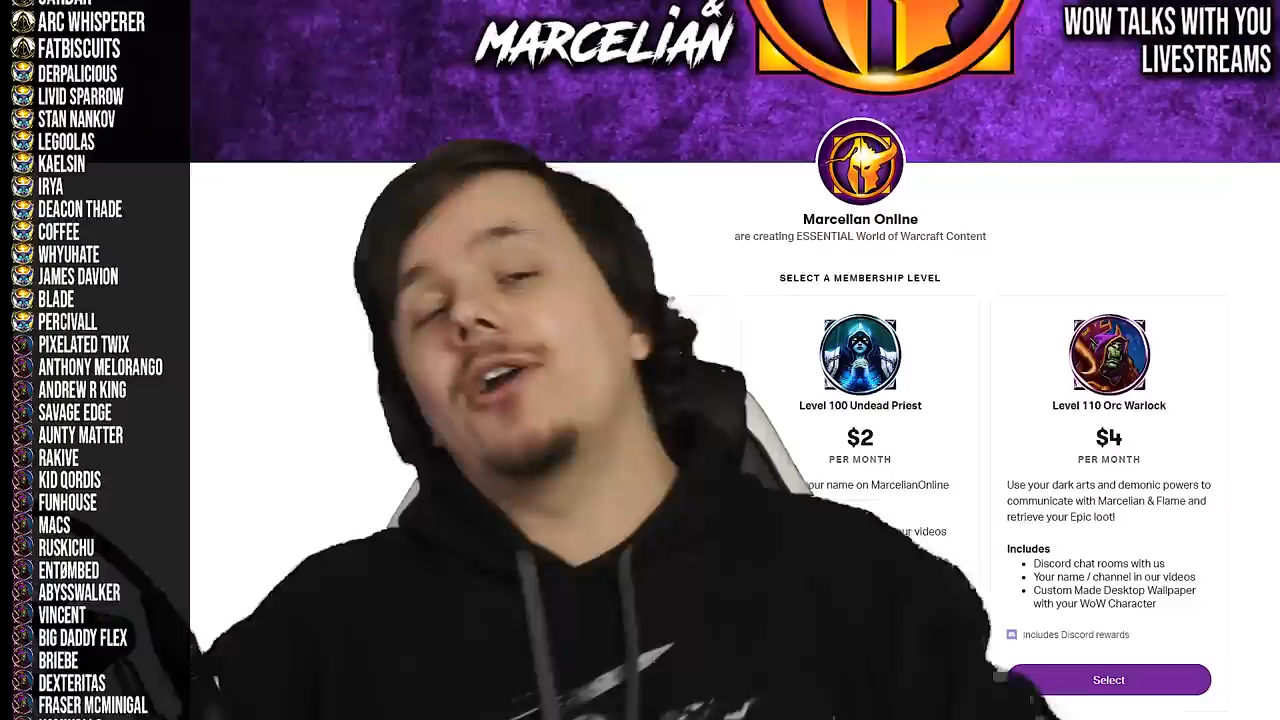 ARC WHISPERER
FATBISCUITS
DERPALICIOUS
LIVID SPARROW
STAN NANKOV
LEGOOLAS
KAELSIN
IRYA
DEACON THADE
COFFEE
WHYUHATE
JAMES DAVION
BLADE
PERCIVALL
PIXELATED TWIX
ANTHONY MELORANGO
ANDREW R KING
SAVAGE EDGE
AUNTY MATTER
RAKIVE
KID QORDIS
FUNHOUSE
MACS
RUSKICHU
ENTØMBED
ABYSSWALKER
VINCENT
BIG DADDY FLEX
BRIEBE
DEXTERITAS
FRASER MCMINIGAL
&
MARCELIAN
WOW TALKS WITH YOU
LIVESTREAMS
Marcelian Online
are creating ESSENTIAL World of Warcraft Content
SELECT A MEMBERSHIP LEVEL
Level 100 Undead Priest
$2
PER MONTH
our name on MarcelianOnline
our videos
Level 110 Orc Warlock
$4
PER MONTH
Use your dark arts and demonic powers to
communicate with Marcelian & Flame and
retrieve your Epic loot!
Includes
• Discord chat rooms with us
• Your name / channel in our videos
• Custom Made Desktop Wallpaper
with your WoW Character
Includes Discord rewards
Select